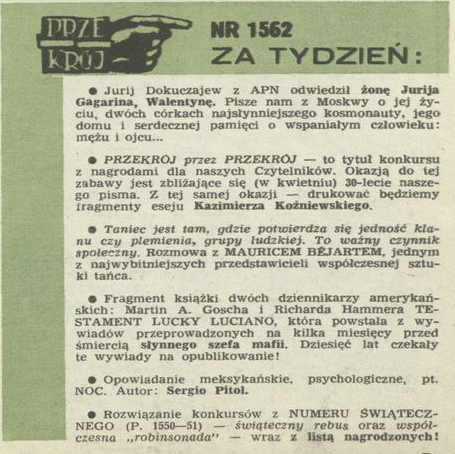 PRZE
KRÓJ
NR 1562
ZA TYDZIEŃ:
● Jurij Dokuczajew z APN odwiedził żonę Jurija
Gagarina, Walentynę. Pisze nam z Moskwy o jej ży-
ciu, dwóch córkach najsłynniejszego kosmonauty, jego
domu i serdecznej pamięci o wspaniałym człowieku:
mężu i ojcu...
● PRZEKRÓJ przez PRZEKRÓJ — to tytuł konkursu
z nagrodami dla naszych Czytelników. Okazją do tej
zabawy jest zbliżające się (w kwietniu) 30-lecie nasze-
go pisma. Z tej samej okazji — drukować będziemy
fragmenty eseju Kazimierza Koźniewskiego.
● Taniec jest tam, gdzie potwierdza się jedność kla-
nu czy plemienia, grupy ludzkiej. To ważny czynnik
społeczny. Rozmowa z MAURICEM BÉJARTEM, jednym
z najwybitniejszych przedstawicieli współczesnej sztu-
ki tańca.
● Fragment książki dwóch dziennikarzy amerykań-
skich: Martin A. Goscha i Richarda Hammera TE-
STAMENT LUCKY LUCIANO, która powstała z wy-
wiadów przeprowadzonych na kilka miesięcy przed
śmiercią słynnego szefa mafii. Dziesięć lat czekały
te wywiady na opublikowanie!
● Opowiadanie meksykańskie, psychologiczne, pt.
NOC. Autor: Sergio Pitol.
● Rozwiązanie konkursów z NUMERU ŚWIĄTECZ-
NEGO (P. 1550—51) — świąteczny rebus oraz współ-
czesna „robinsonada" — wraz z listą nagrodzonych!